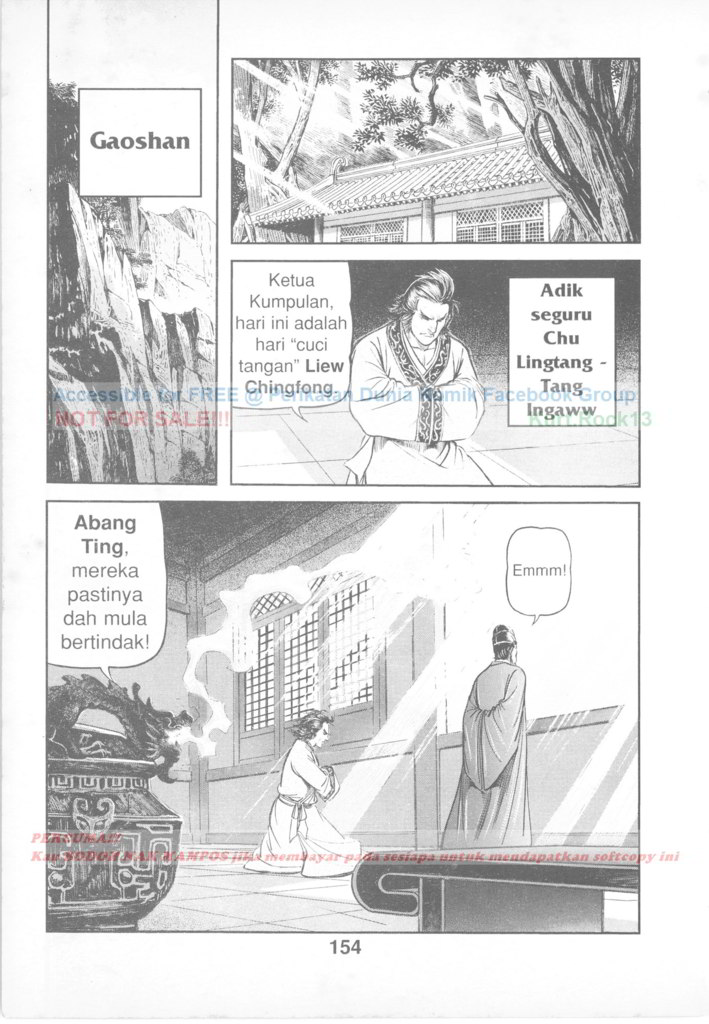 Gaoshan
Ketua
Kumpulan,
hari ini adalah
hari “cuci
tangan” Liew
Chingfong.
Adik
seguru
Chu
Lingtang -
Tang
Ingaww
Accessible for FREE @ Perikatan Dunia Komik Facebook Group
NOT FOR SALE!!!
Kurt Rock13
Abang
Ting,
mereka
pastinya
dah mula
bertindak!
Emmm!
PERCUMA!!!
Kau BODOH NAK MAMPOS jika membayar pada sesiapa untuk mendapatkan softcopy ini
154